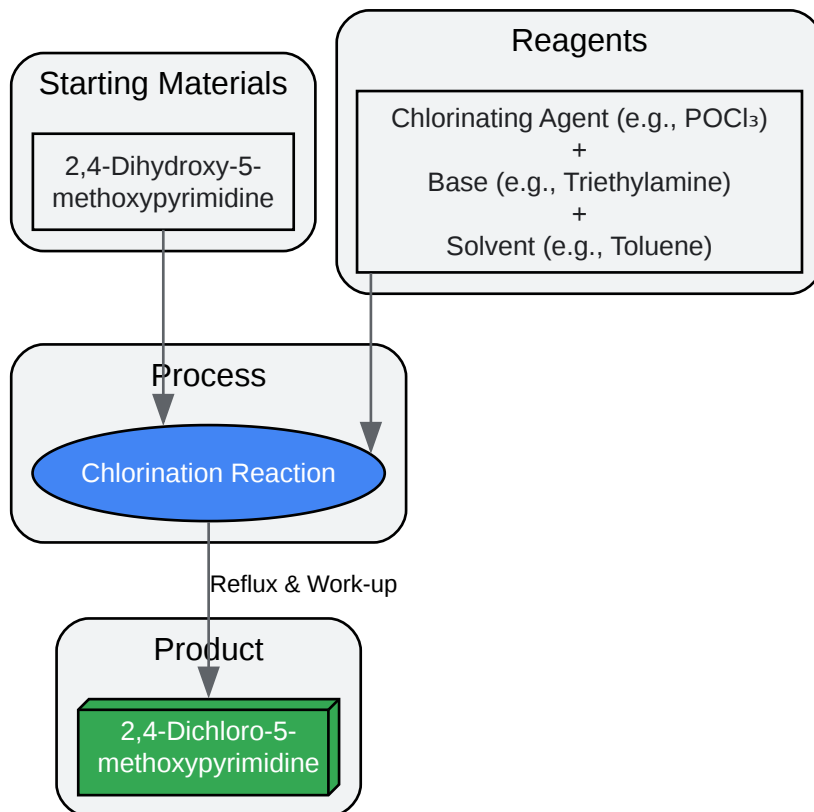 Starting Materials
2,4-Dihydroxy-5-
methoxypyrimidine
Reagents
Chlorinating Agent (e.g., POCl₃)
+
Base (e.g., Triethylamine)
+
Solvent (e.g., Toluene)
Process
Chlorination Reaction
Reflux & Work-up
Product
2,4-Dichloro-5-
methoxypyrimidine